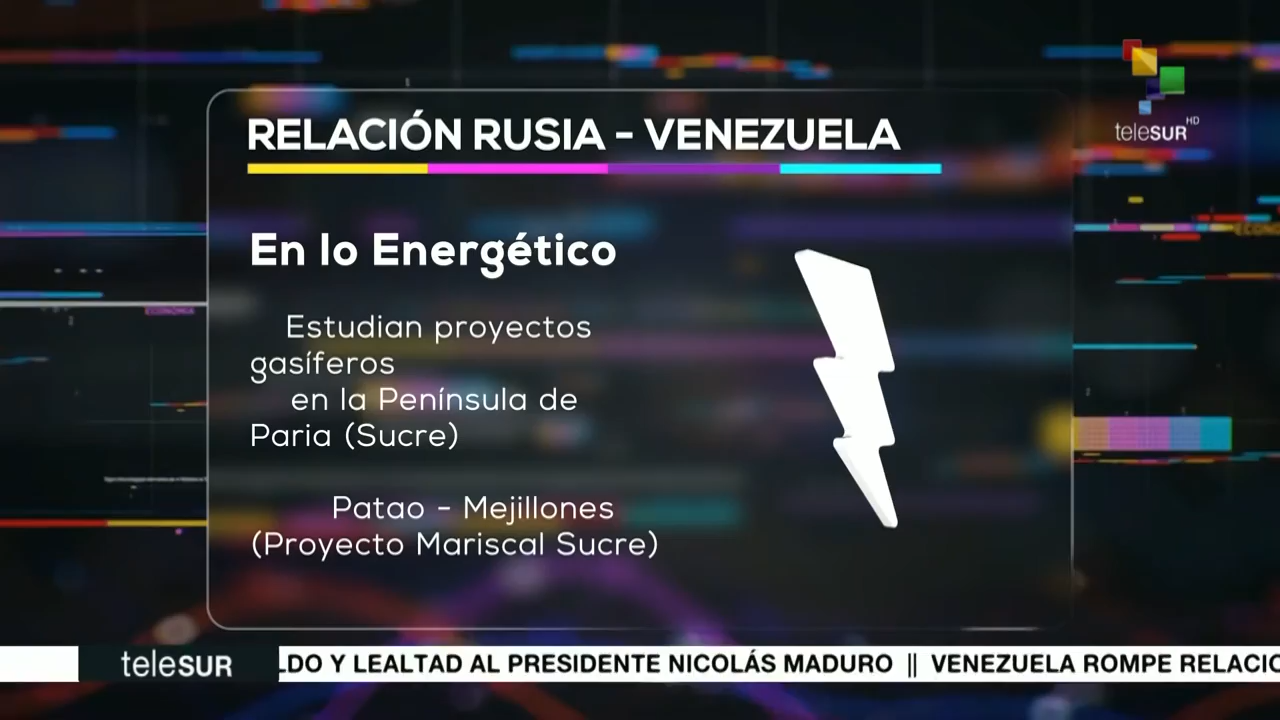 RELACIÓN RUSIA - VENEZUELA
teleSUR HD
En lo Energético
Estudian proyectos
gasíferos
en la Península de
Paria (Sucre)
ECONOMÍA
Patao - Mejillones
(Proyecto Mariscal Sucre)
teleSUR
LDO Y LEALTAD AL PRESIDENTE NICOLÁS MADURO || VENEZUELA ROMPE RELACIO